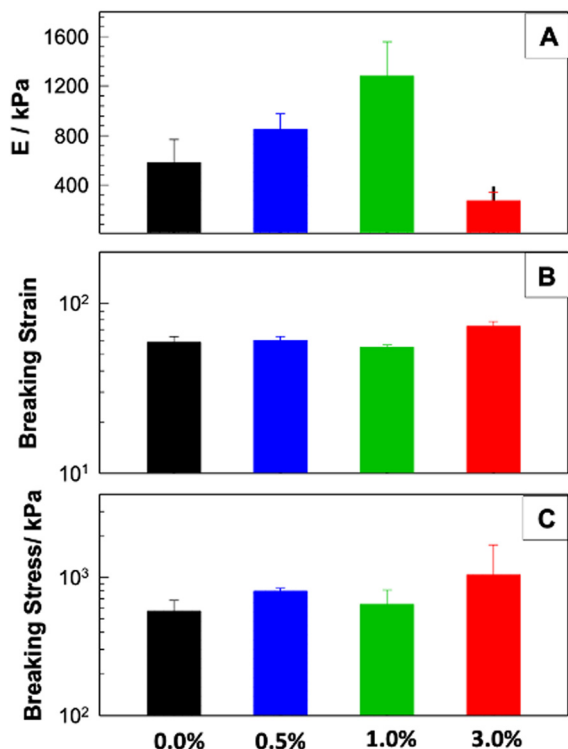 A
1600
1200
800
400
E / kPa
B
10²
10¹
Breaking Strain
C
10³
10²
Breaking Stress/ kPa
0.0% 0.5% 1.0% 3.0%